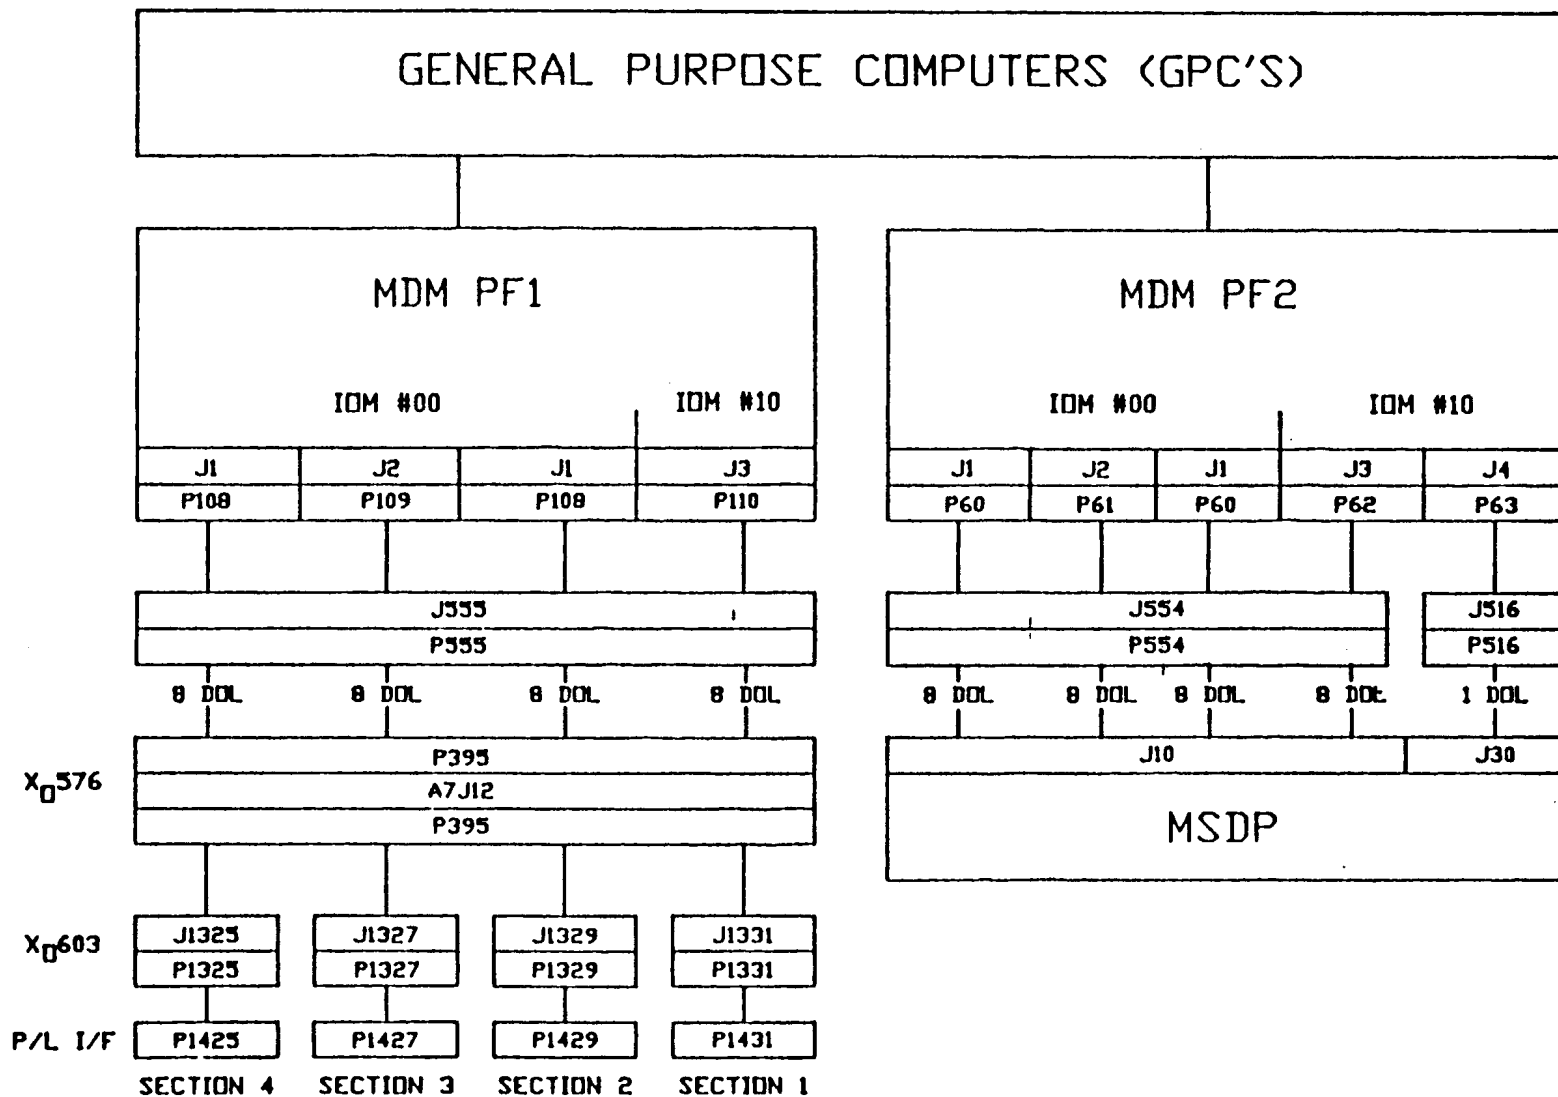 GENERAL PURPOSE COMPUTERS (GPC'S)
MDM PF1
MDM PF2
IOM #00 IOM #10
IOM #00 IOM #10
J1 J2 J1 J3
J1 J2 J1 J3 J4
P108 P109 P108 P110
P60 P61 P60 P62 P63
J555
J554
J516
P555
P554
P516
8 DOL 8 DOL 8 DOL 8 DOL
8 DOL 8 DOL 8 DOL 8 DOL 1 DOL
P395
J10 J30
XO576
A7J12
P395
MSDP
XO603
J1325 J1327 J1329 J1331
P1325 P1327 P1329 P1331
P/L I/F P1425 P1427 P1429 P1431
SECTION 4 SECTION 3 SECTION 2 SECTION 1